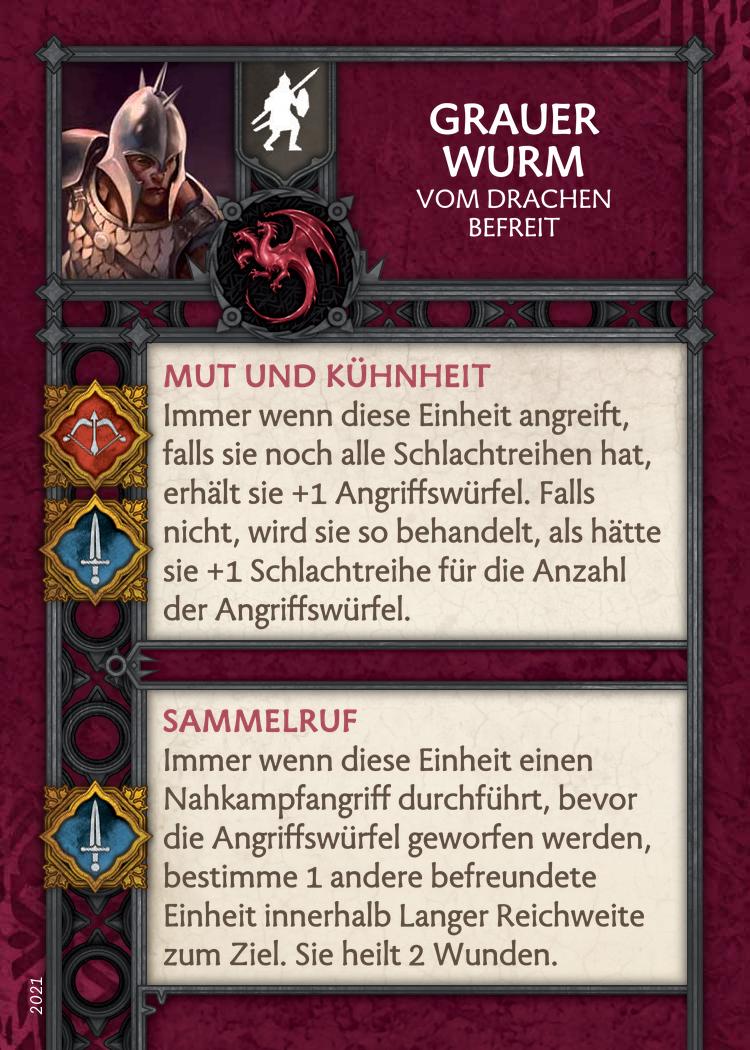 GRAUER
WURM
VOM DRACHEN
BEFREIT
MUT UND KÜHNHEIT
Immer wenn diese Einheit angreift,
falls sie noch alle Schlachtreihen hat,
erhält sie +1 Angriffswürfel. Falls
nicht, wird sie so behandelt, als hätte
sie +1 Schlachtreihe für die Anzahl
der Angriffswürfel.
SAMMELRUF
Immer wenn diese Einheit einen
Nahkampfangriff durchführt, bevor
die Angriffswürfel geworfen werden,
bestimme 1 andere befreundete
Einheit innerhalb Langer Reichweite
zum Ziel. Sie heilt 2 Wunden.
2021